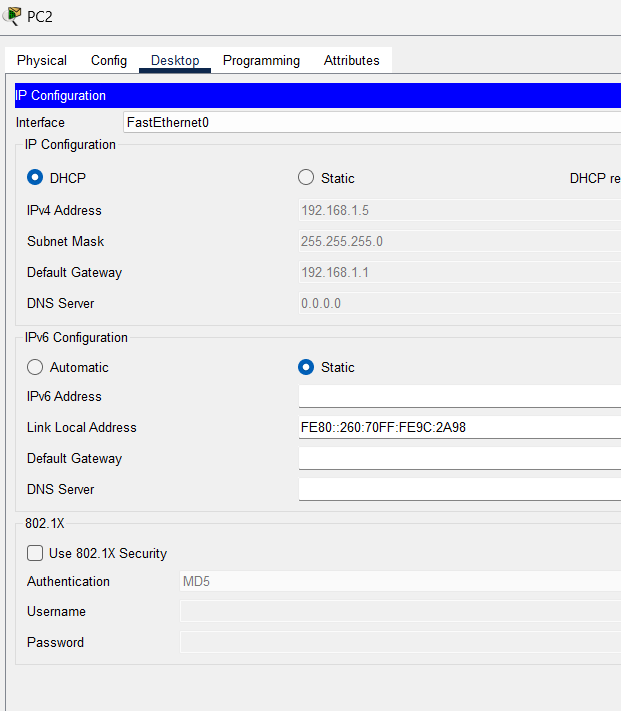 PC2
Physical Config Desktop Programming Attributes
IP Configuration
Interface FastEthernet0
IP Configuration
DHCP Static DHCP re
IPv4 Address 192.168.1.5
Subnet Mask 255.255.255.0
Default Gateway 192.168.1.1
DNS Server 0.0.0.0
IPv6 Configuration
Automatic Static
IPv6 Address
Link Local Address FE80::260:70FF:FE9C:2A98
Default Gateway
DNS Server
802.1X
Use 802.1X Security
Authentication MD5
Username
Password